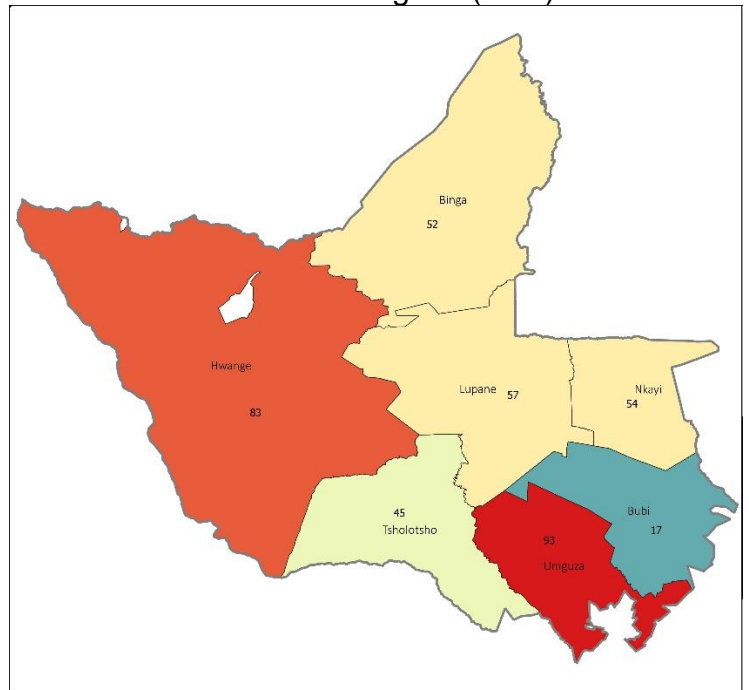 Binga
52
Hwange
83
Lupane 57
Nkayi
54
45
Tsholotsho
Bubi
17
93
Umguza